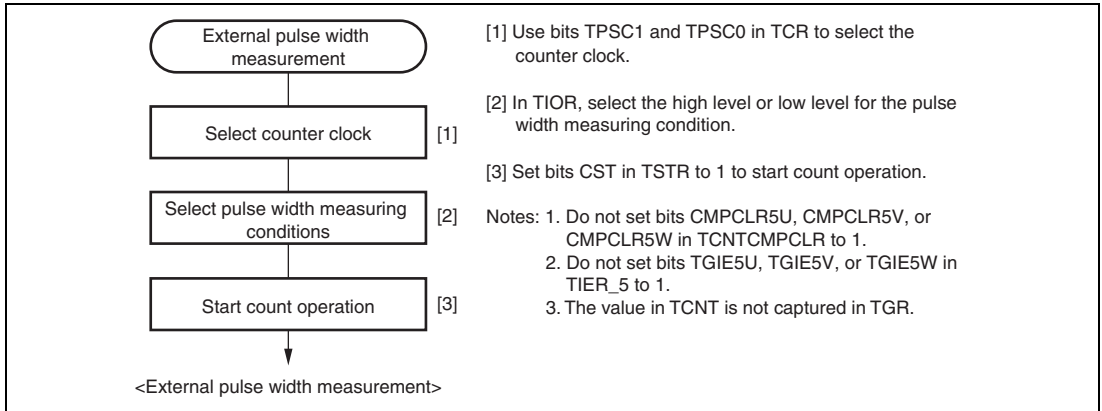 External pulse width
measurement
Select counter clock
[1]
Select pulse width measuring
conditions
[2]
Start count operation
[3]
<External pulse width measurement>
[1] Use bits TPSC1 and TPSC0 in TCR to select the
counter clock.
[2] In TIOR, select the high level or low level for the pulse
width measuring condition.
[3] Set bits CST in TSTR to 1 to start count operation.
Notes: 1. Do not set bits CMPCLR5U, CMPCLR5V, or
CMPCLR5W in TCNTCMPCLR to 1.
2. Do not set bits TGIE5U, TGIE5V, or TGIE5W in
TIER_5 to 1.
3. The value in TCNT is not captured in TGR.